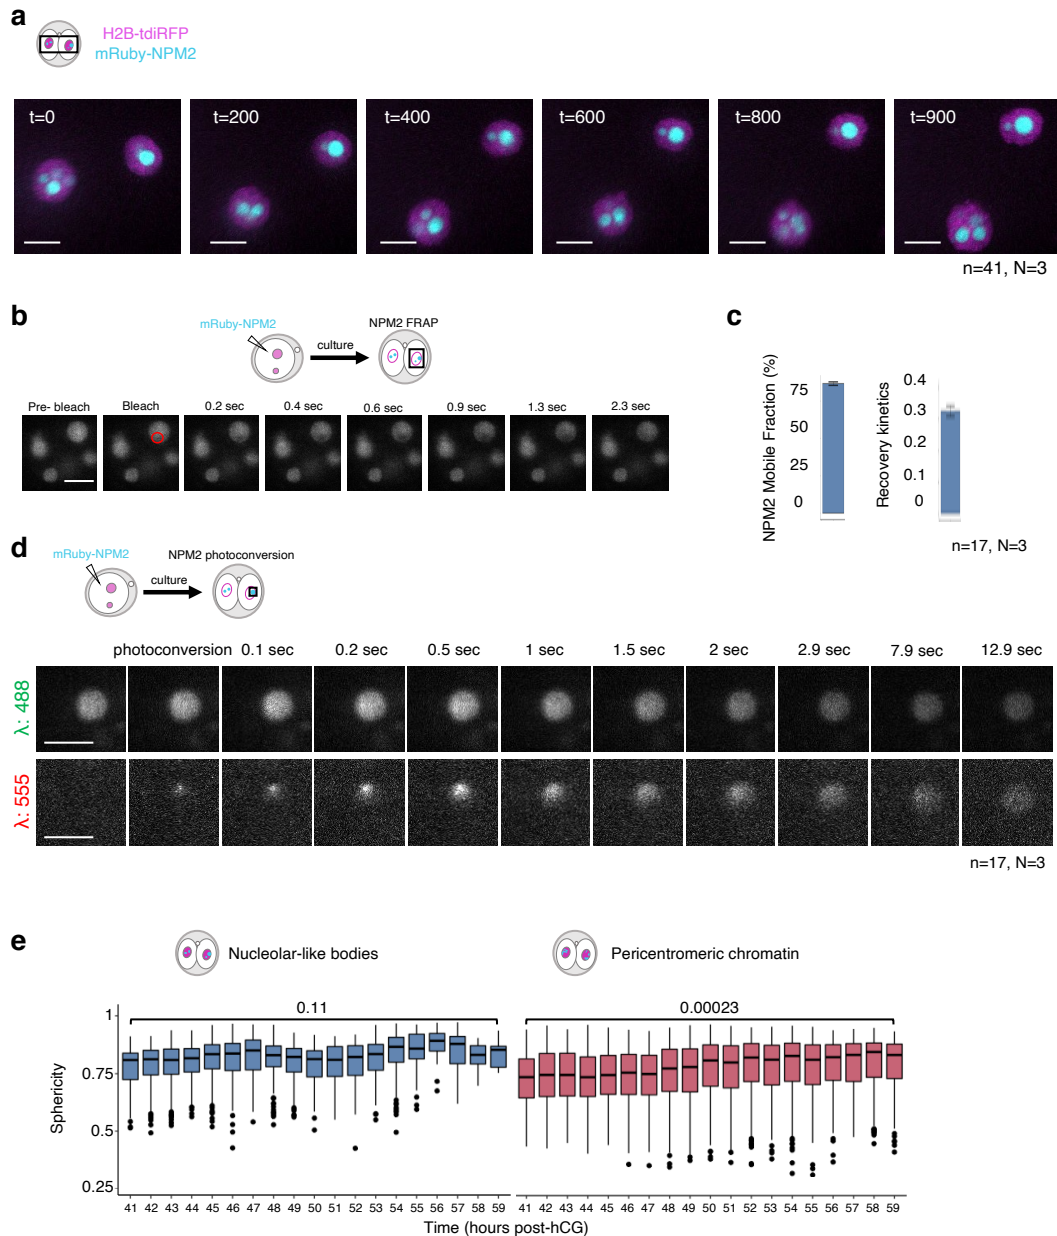 a
H2B-tdiRFP
mRuby-NPM2
t=0 t=200 t=400 t=600 t=800 t=900
n=41, N=3
b
mRuby-NPM2
culture
NPM2 FRAP
Pre- bleach Bleach 0.2 sec 0.4 sec 0.6 sec 0.9 sec 1.3 sec 2.3 sec
c
NPM2 Mobile Fraction (%)
75
50
25
0
Recovery kinetics
0.4
0.3
0.2
0.1
0
n=17, N=3
d
mRuby-NPM2
culture
NPM2 photoconversion
photoconversion 0.1 sec 0.2 sec 0.5 sec 1 sec 1.5 sec 2 sec 2.9 sec 7.9 sec 12.9 sec
λ: 488
λ: 555
n=17, N=3
e
Nucleolar-like bodies
Pericentromeric chromatin
0.11
0.00023
Sphericity
1
0.75
0.5
0.25
41 42 43 44 45 46 47 48 49 50 51 52 53 54 55 56 57 58 59
41 42 43 44 45 46 47 48 49 50 51 52 53 54 55 56 57 58 59
Time (hours post-hCG)